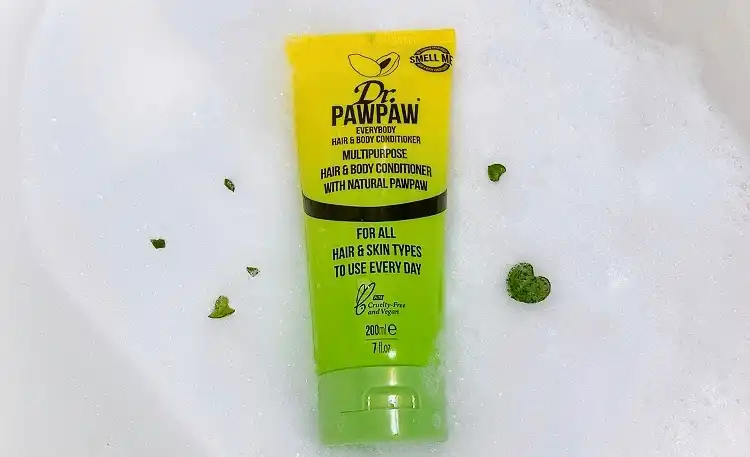 SMELL ME
Dr.
PAWPAW
EVERYBODY
HAIR & BODY CONDITIONER
MULTIPURPOSE
HAIR & BODY CONDITIONER
WITH NATURAL PAWPAW
FOR ALL
HAIR & SKIN TYPES
TO USE EVERY DAY
Cruelty-Free
and Vegan
200ml e
7 fl.oz